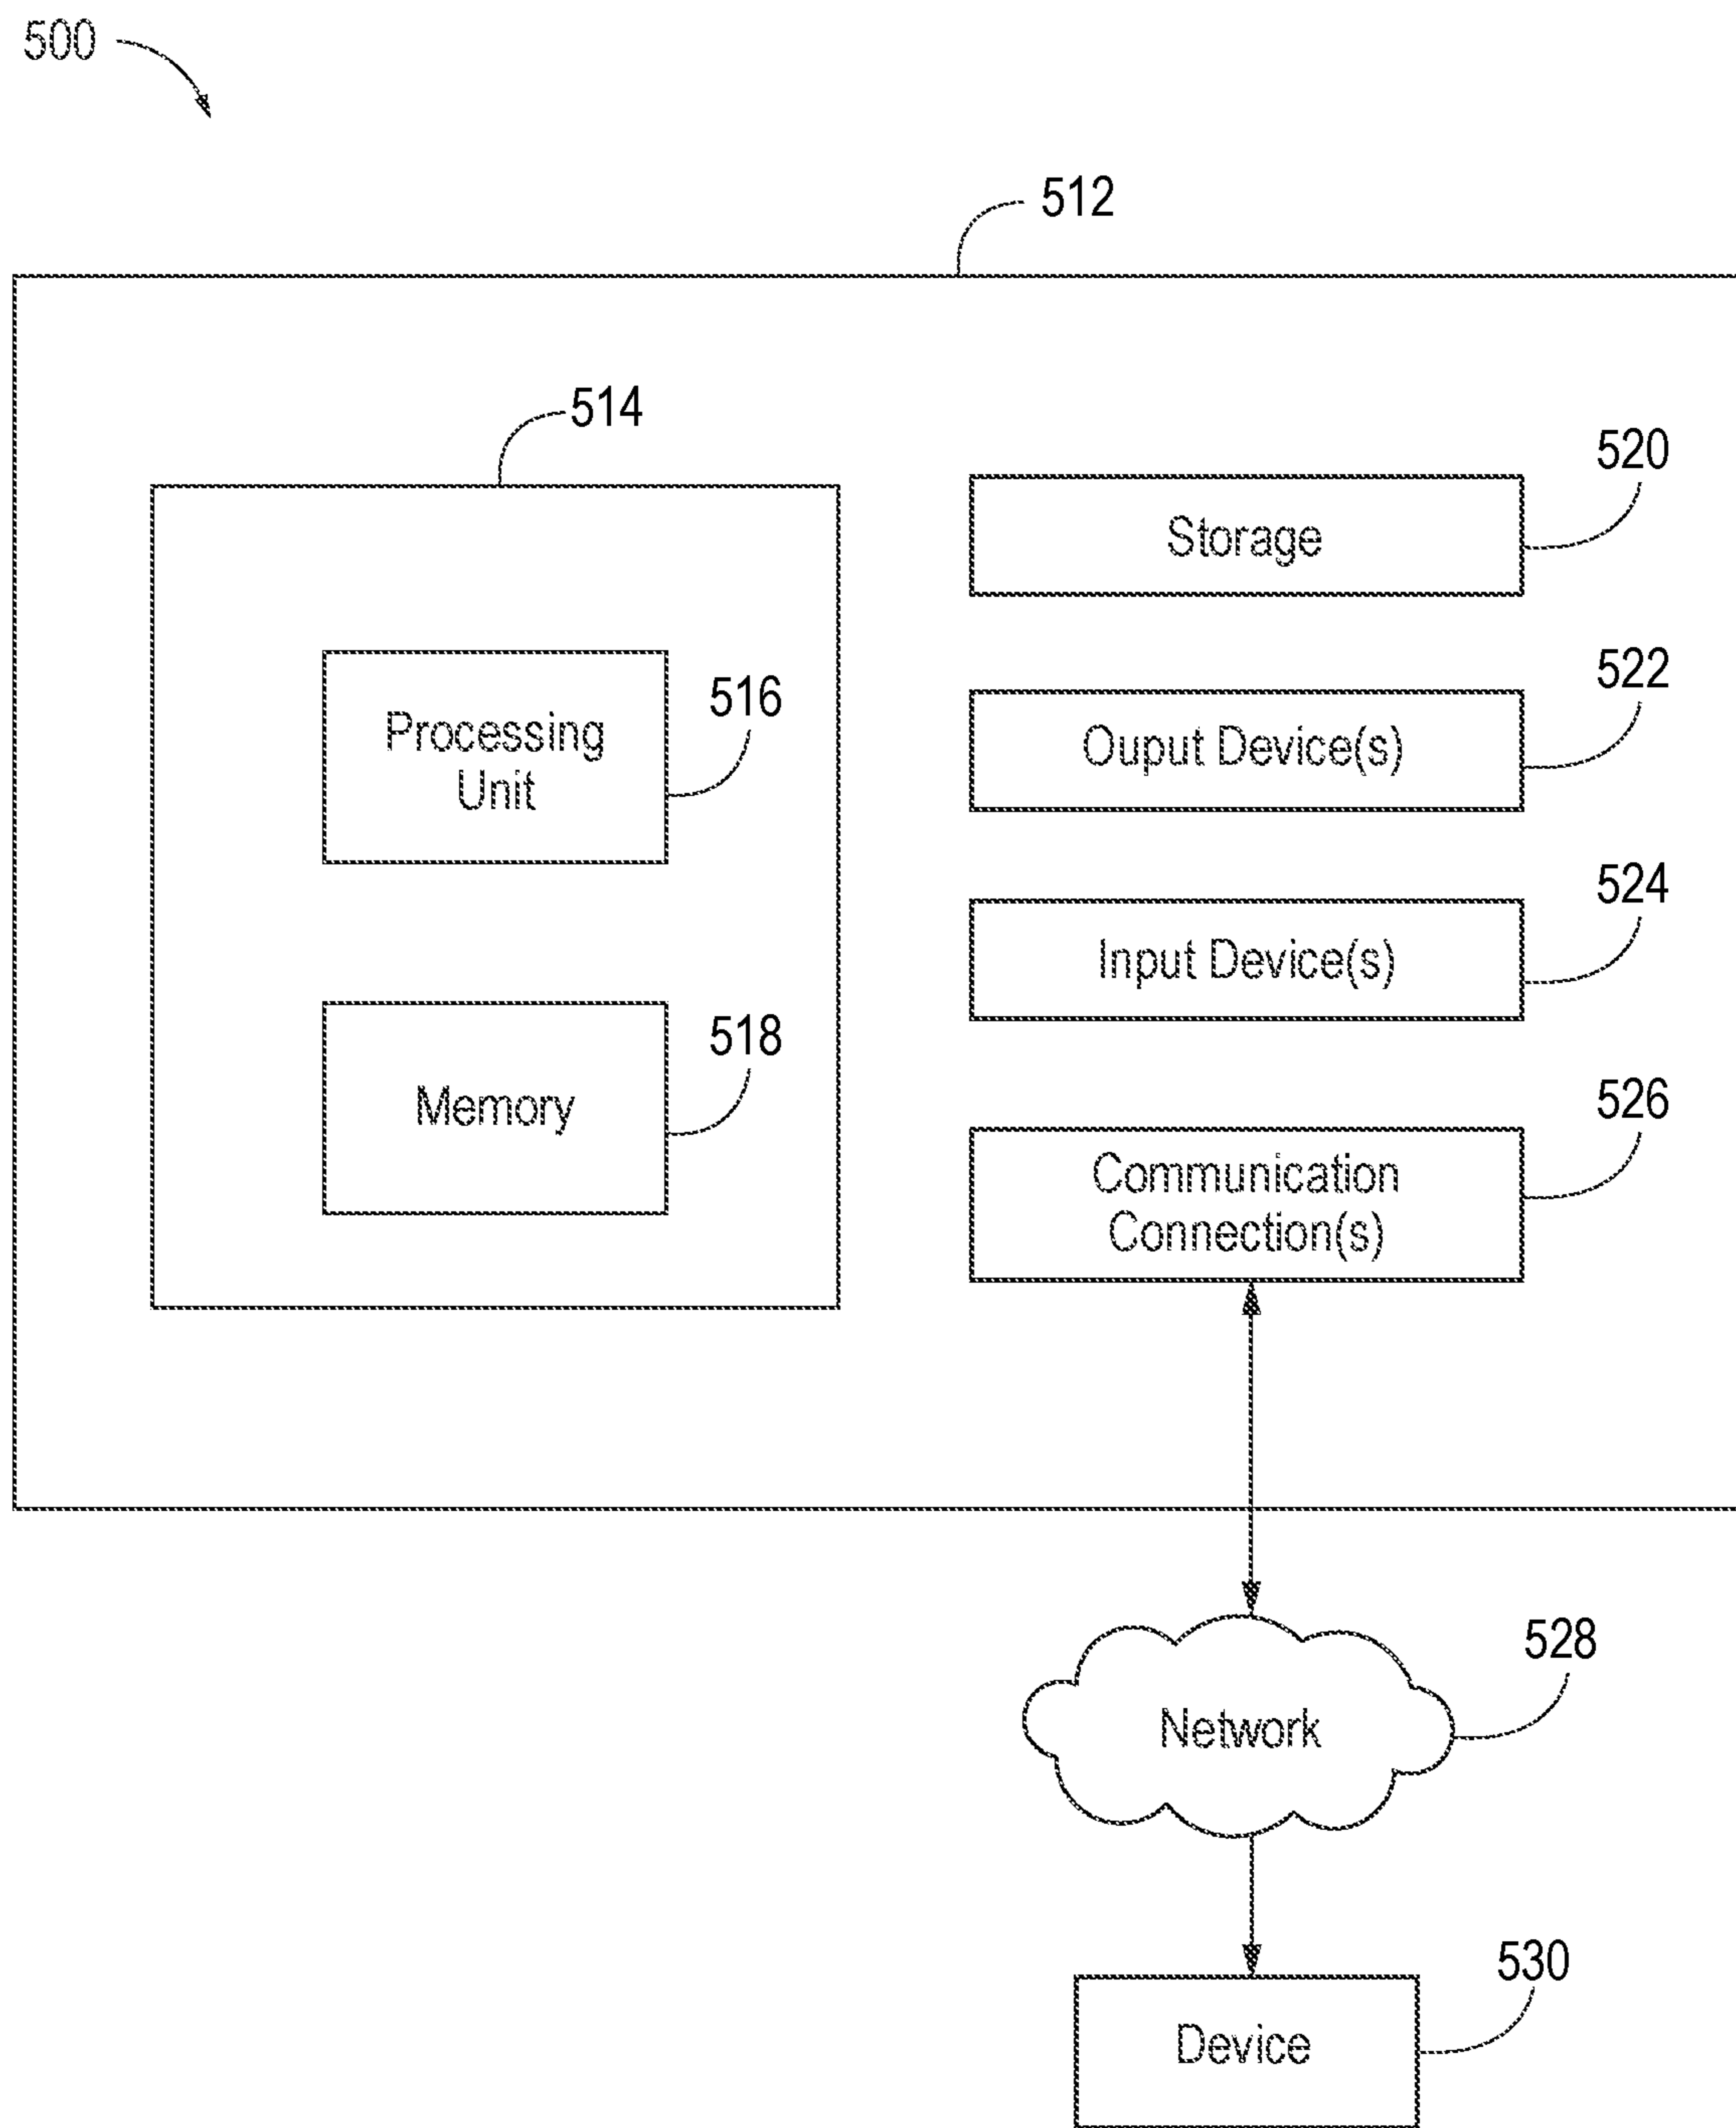 500
512
514
520
Storage
516
Processing
Unit
522
Ouput Device(s)
524
Input Device(s)
518
Memory
526
Communication
Connection(s)
528
Network
530
Device